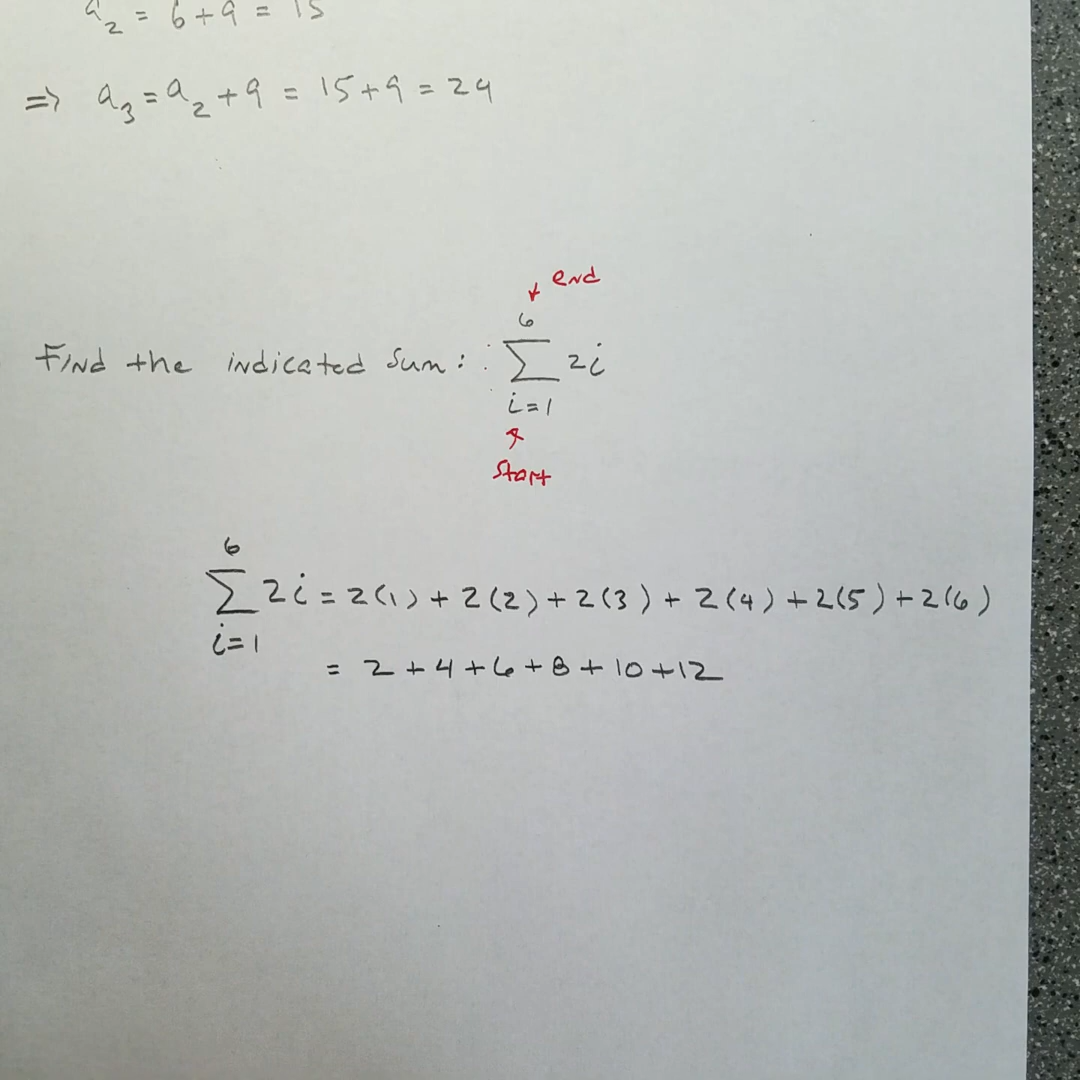 a₂ = 6+9 = 15
⇒ a₃ = a₂ + 9 = 15+9 = 24
end
6
Find the indicated Sum: ∑ 2i
i=1
Start
6
∑ 2i = 2(1) + 2(2) + 2(3) + 2(4) + 2(5) + 2(6)
i=1
= 2 + 4 + 6 + 8 + 10 + 12